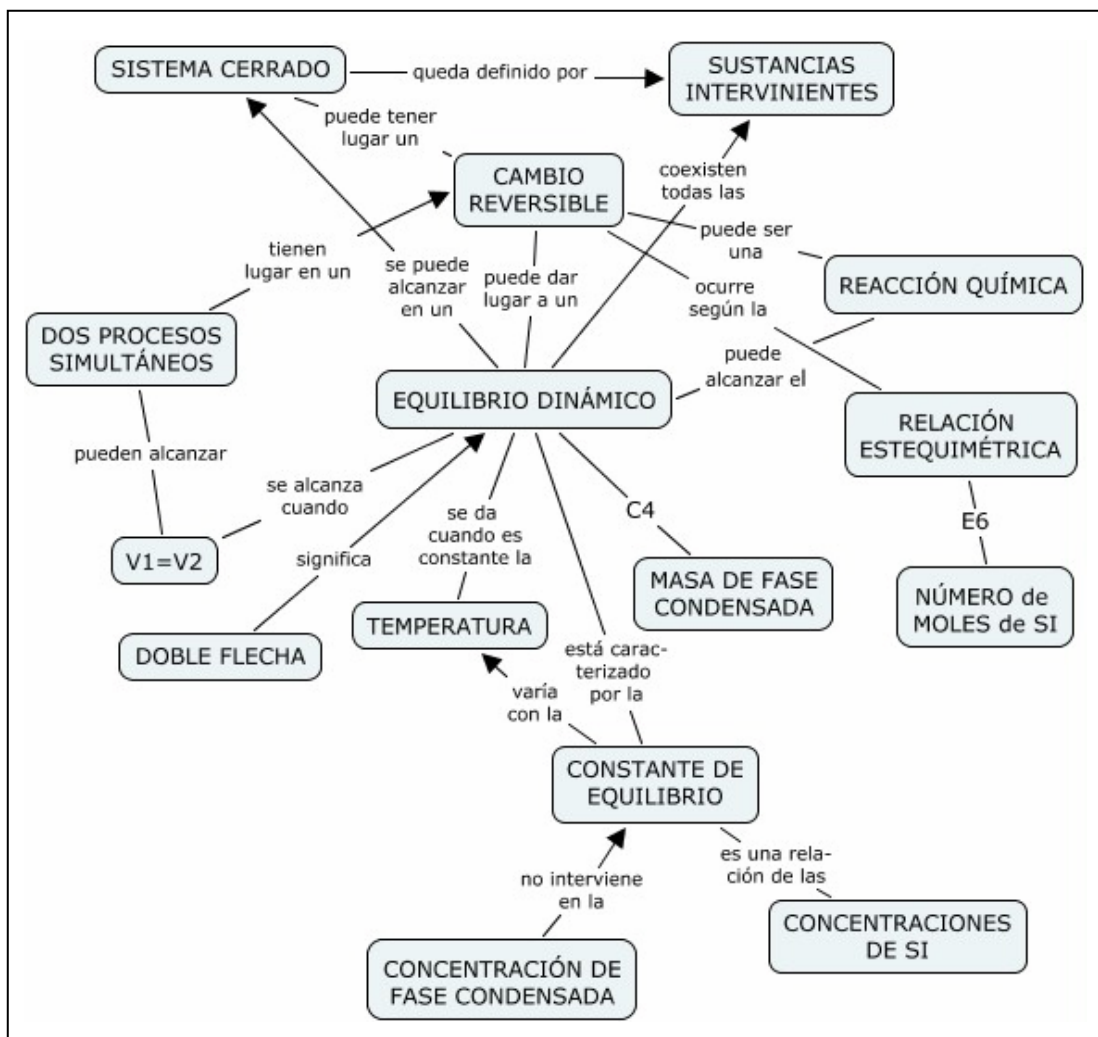 SISTEMA CERRADO
queda definido por
SUSTANCIAS
INTERVINIENTES
puede tener
lugar un
CAMBIO
REVERSIBLE
coexisten
todas las
tienen
lugar en un
se puede
alcanzar
en un
puede dar
lugar a un
puede ser
una
ocurre
según la
REACCIÓN QUÍMICA
DOS PROCESOS
SIMULTÁNEOS
puede
alcanzar el
EQUILIBRIO DINÁMICO
RELACIÓN
ESTEQUIMÉTRICA
pueden alcanzar
se alcanza
cuando
se da
cuando es
constante la
C4
E6
V1=V2
significa
MASA DE FASE
CONDENSADA
NÚMERO de
MOLES de SI
TEMPERATURA
DOBLE FLECHA
está carac-
terizado
por la
varía
con la
CONSTANTE DE
EQUILIBRIO
es una rela-
ción de las
no interviene
en la
CONCENTRACIONES
DE SI
CONCENTRACIÓN DE
FASE CONDENSADA